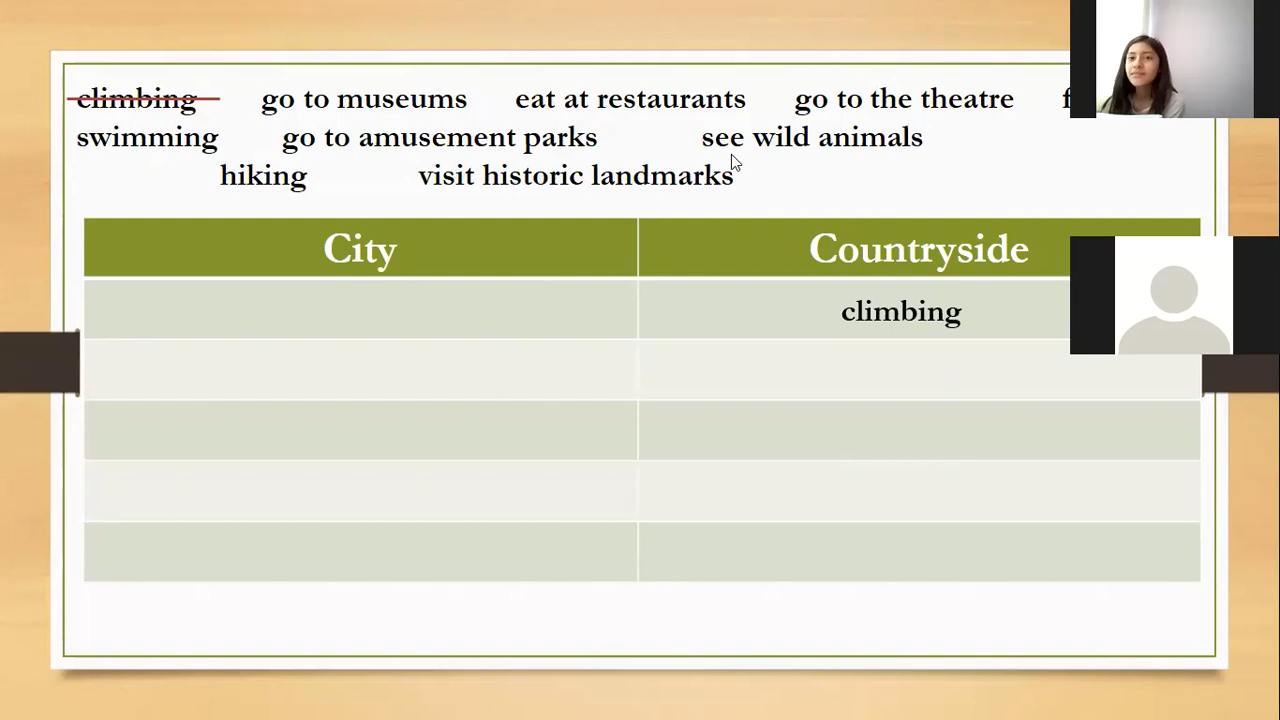 climbing go to museums eat at restaurants go to the theatre
swimming go to amusement parks see wild animals
hiking visit historic landmarks
City Countryside
climbing